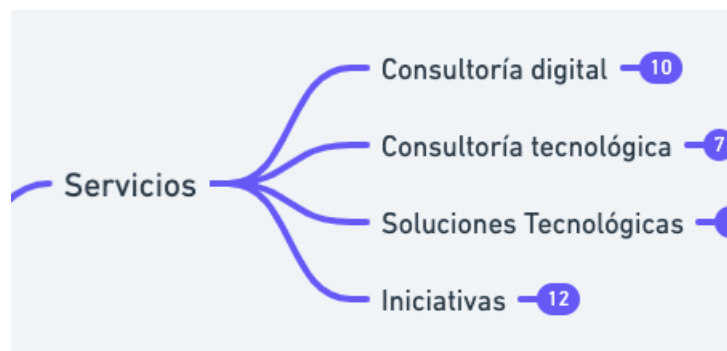 Consultoría digital 10
Consultoría tecnológica 7
Servicios
Soluciones Tecnológicas
Iniciativas 12